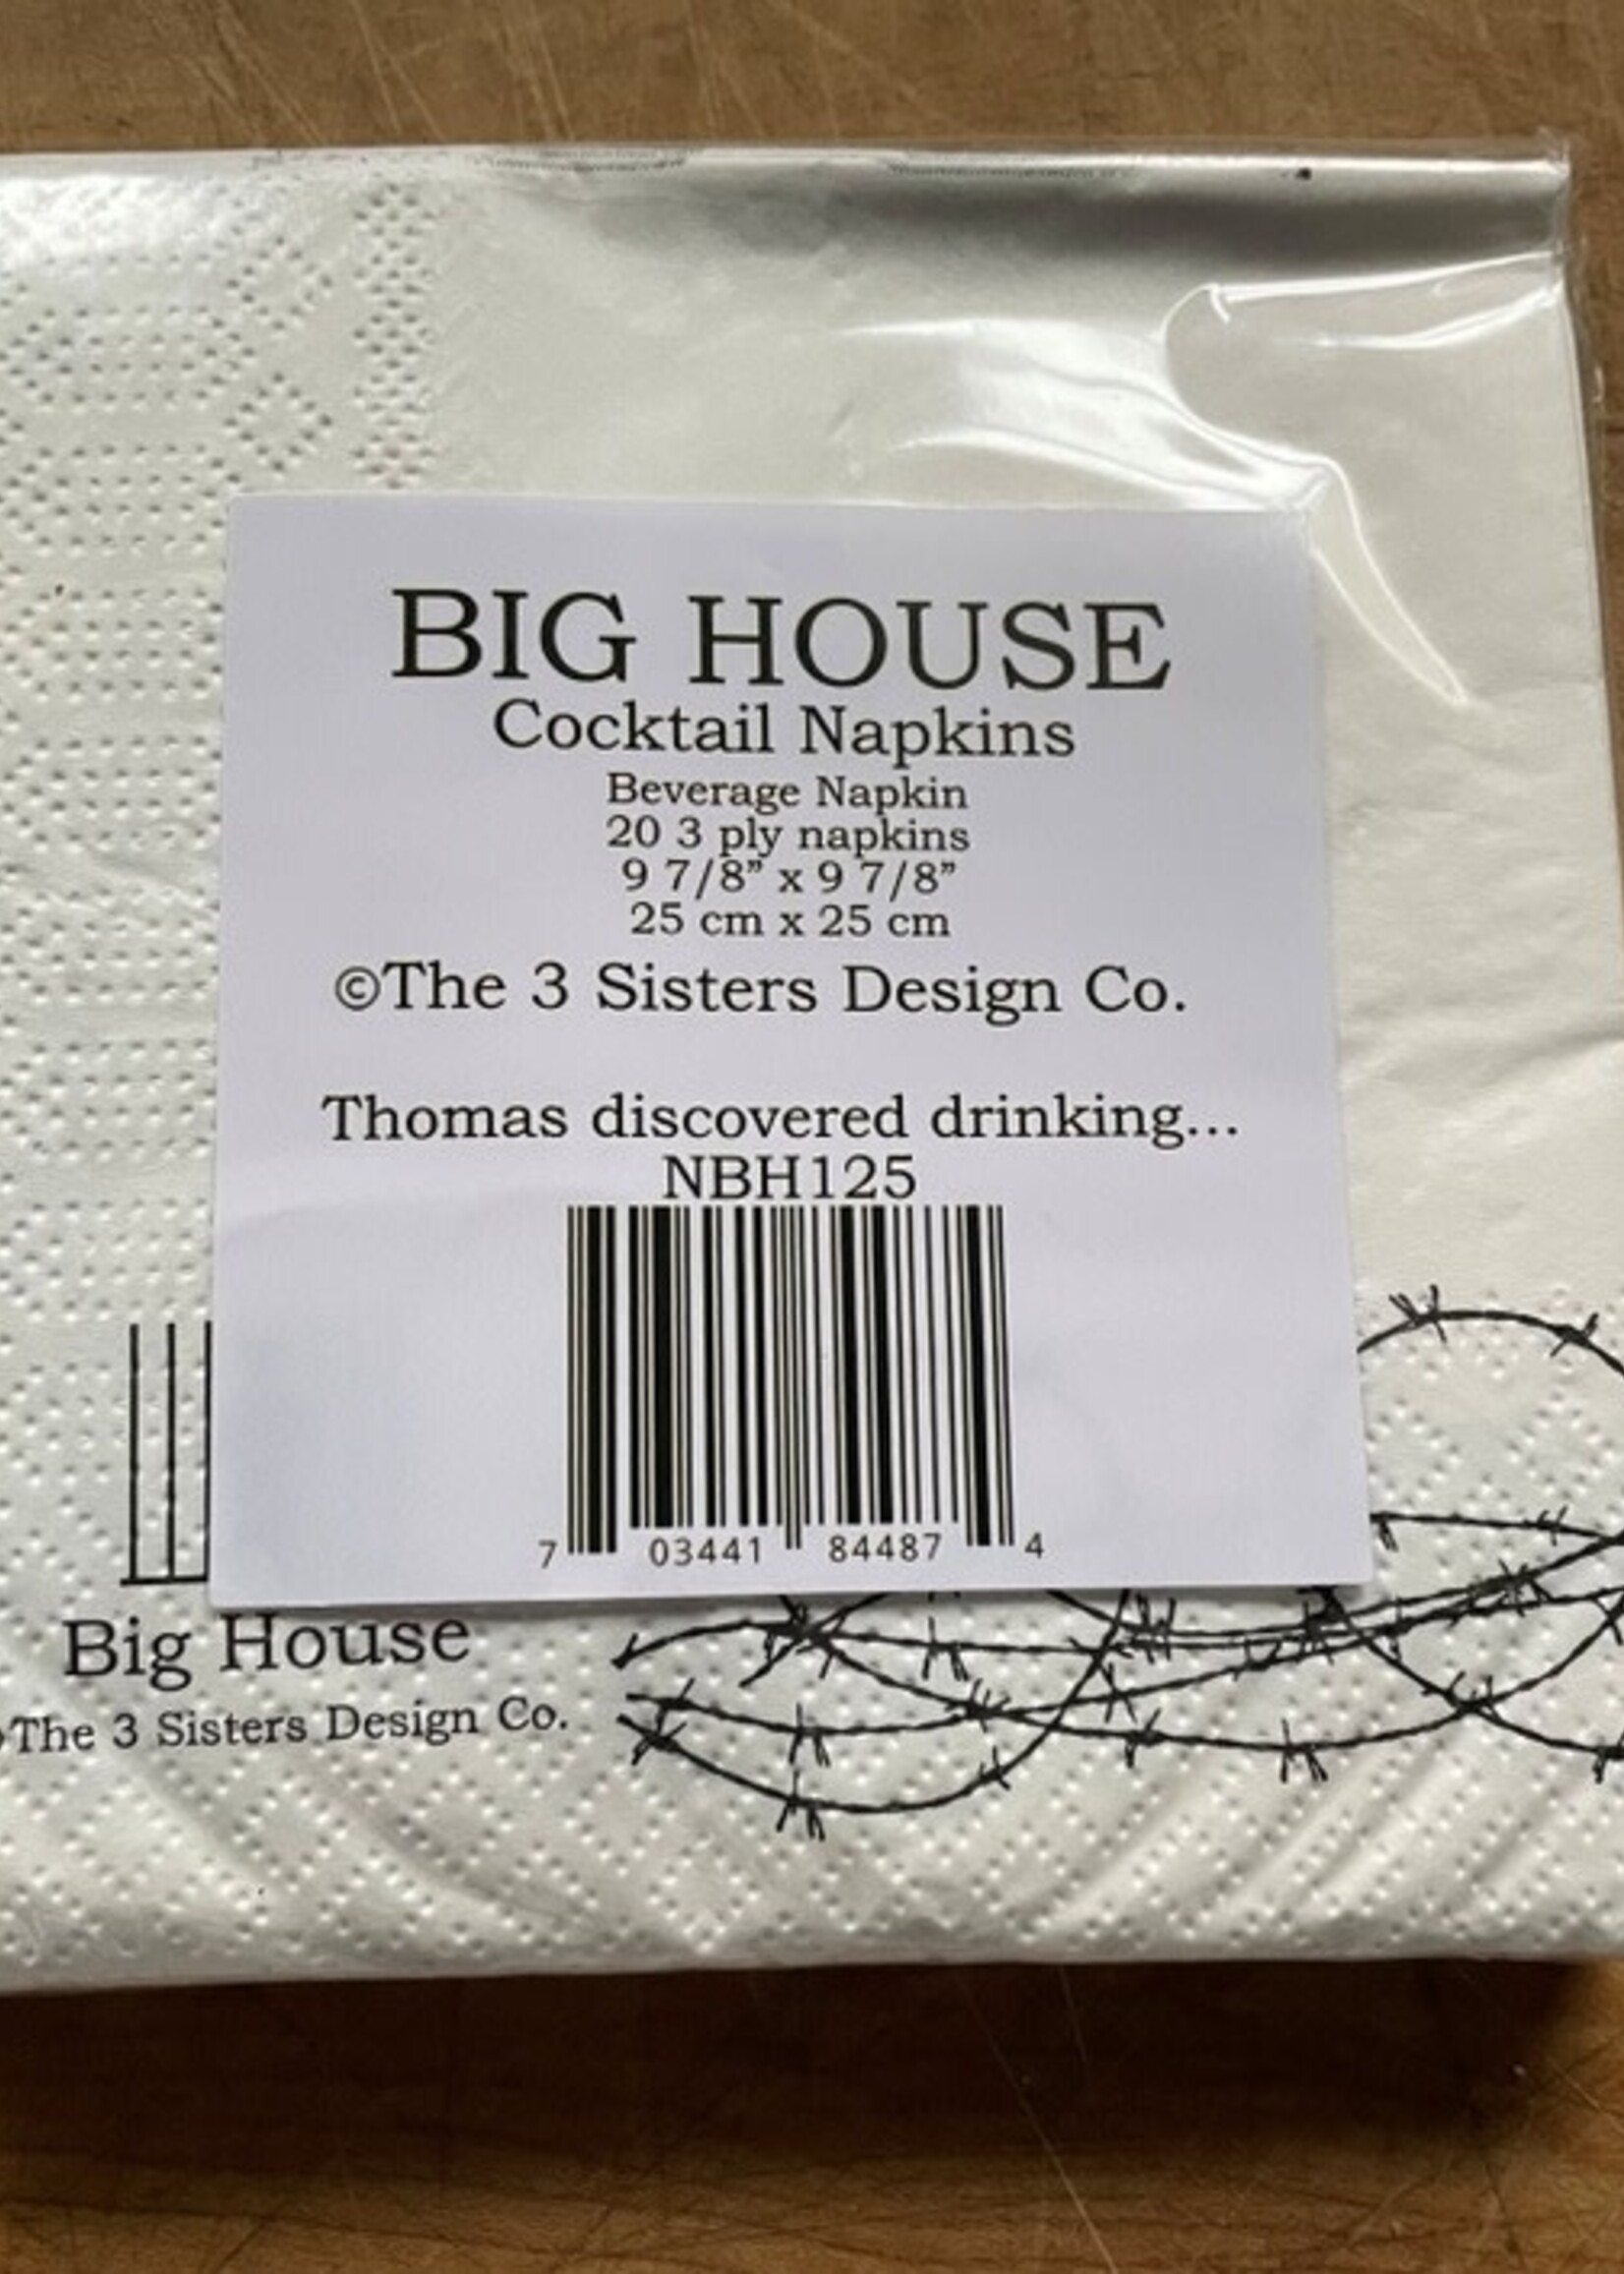 BIG HOUSE
Cocktail Napkins
Beverage Napkin
20 3 ply napkins
9 7/8” x 9 7/8”
25 cm x 25 cm
©The 3 Sisters Design Co.
Thomas discovered drinking...
NBH125
7 03441 84487 4
Big House
©The 3 Sisters Design Co.